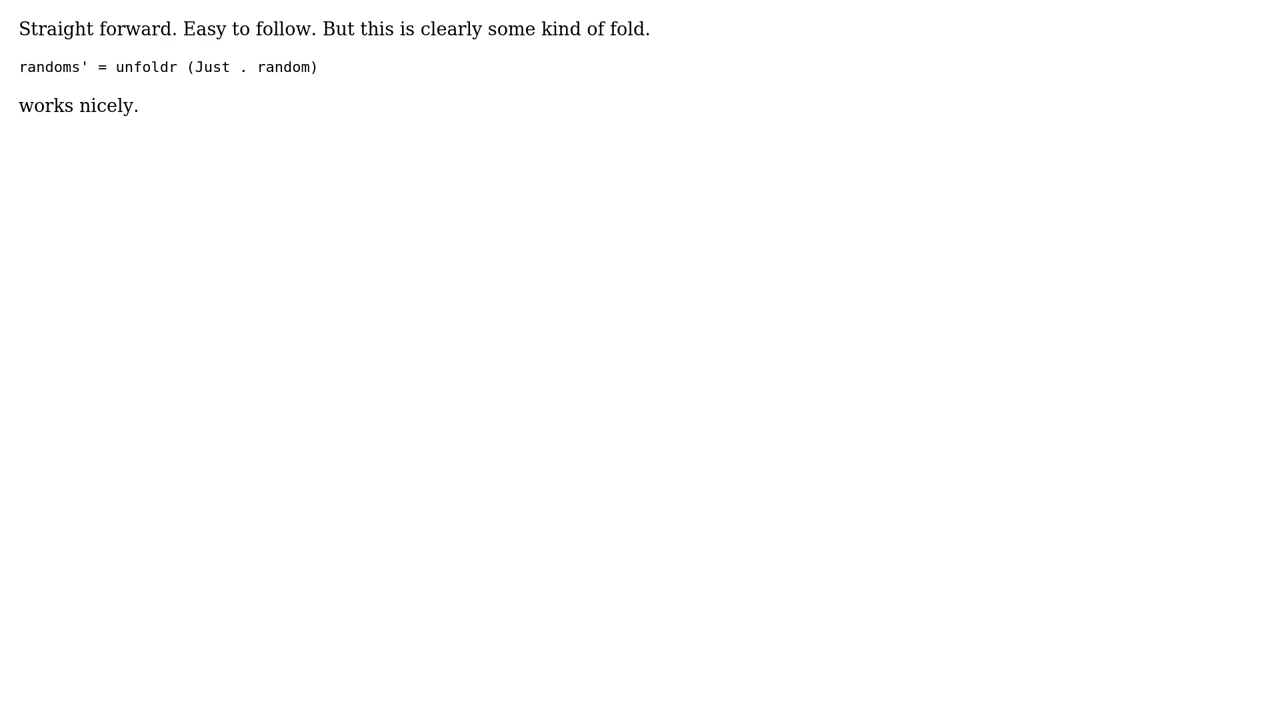 Straight forward. Easy to follow. But this is clearly some kind of fold.
randoms' = unfoldr (Just . random)
works nicely.